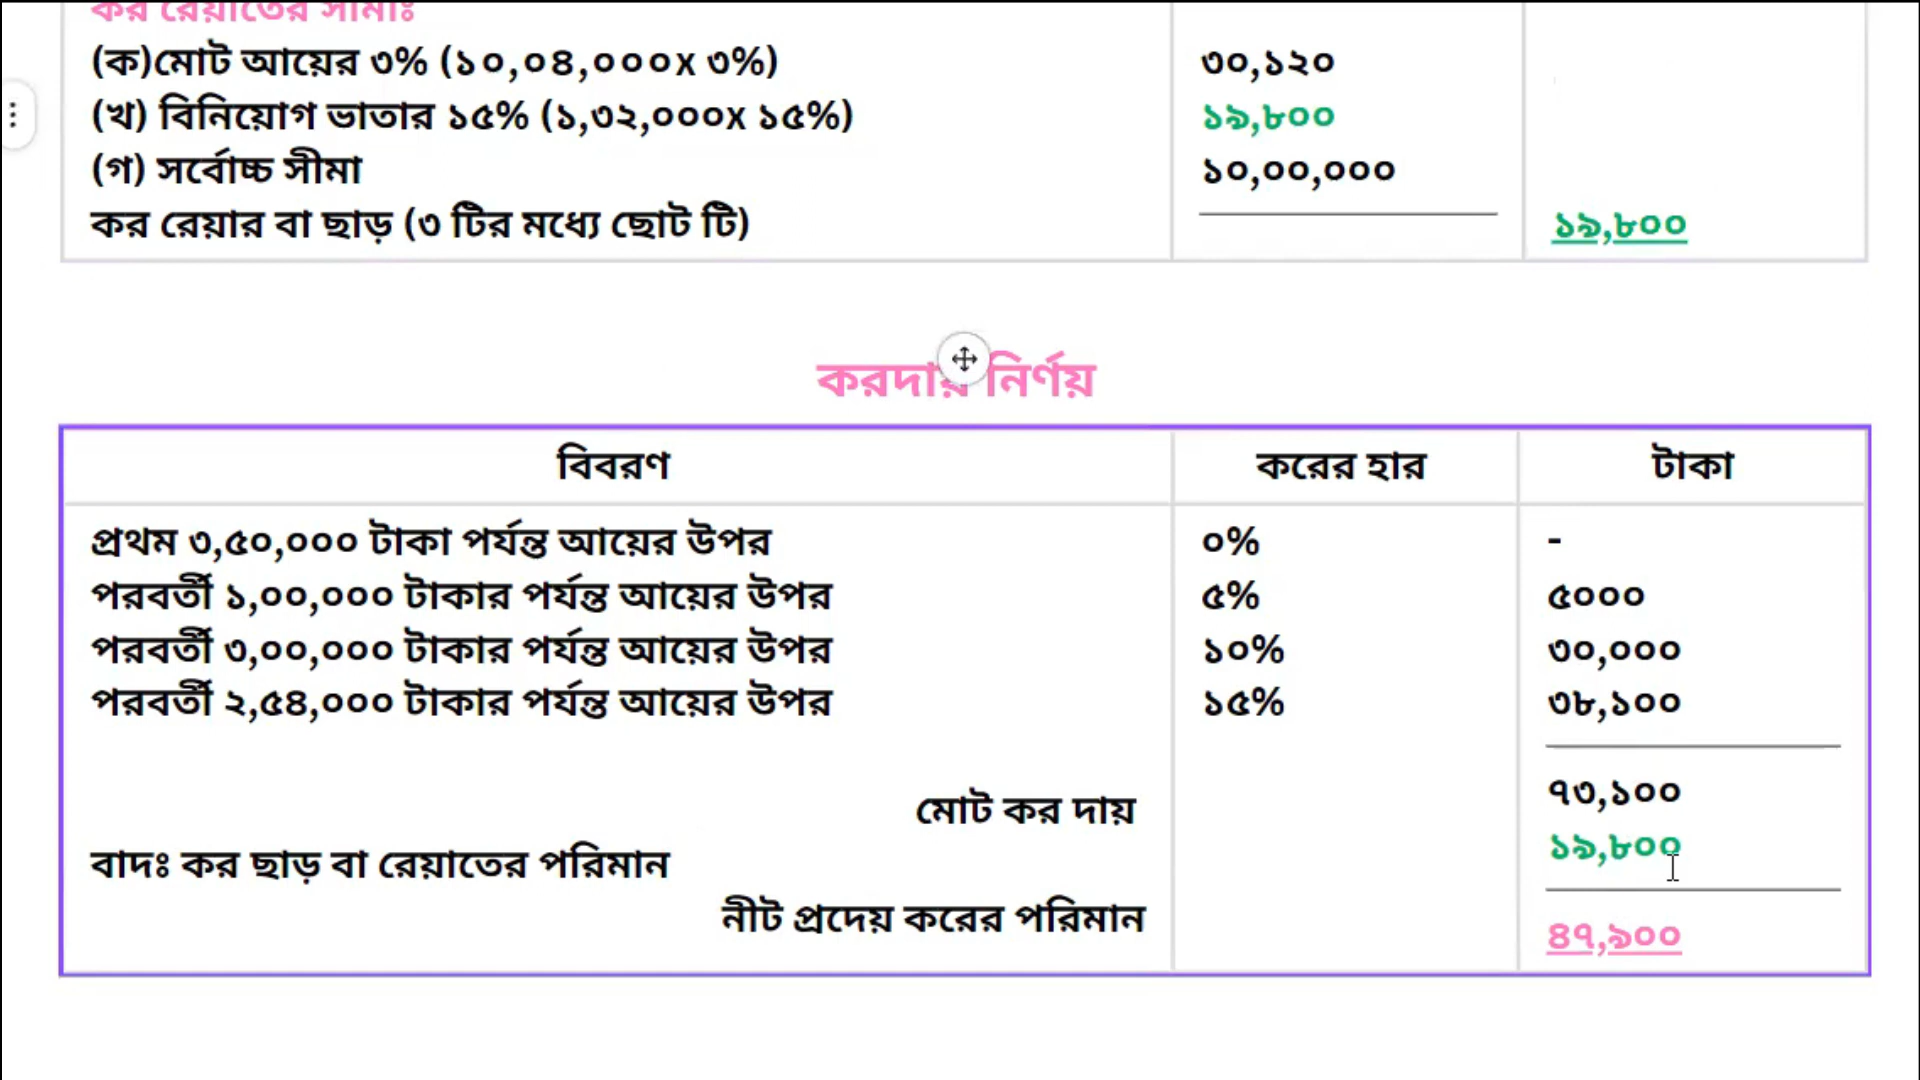 কর রেয়াতের সীমাঃ
(ক)মোট আয়ের ৩% (১০,০৪,০০০x ৩%) ৩০,১২০
(খ) বিনিয়োগ ভাতার ১৫% (১,৩২,০০০x ১৫%) ১৯,৮০০
(গ) সর্বোচ্চ সীমা ১০,০০,০০০
কর রেয়ার বা ছাড় (৩ টির মধ্যে ছোট টি) ১৯,৮০০
করদায় নির্ণয়
বিবরণ করের হার টাকা
প্রথম ৩,৫০,০০০ টাকা পর্যন্ত আয়ের উপর ০% -
পরবর্তী ১,০০,০০০ টাকার পর্যন্ত আয়ের উপর ৫% ৫০০০
পরবর্তী ৩,০০,০০০ টাকার পর্যন্ত আয়ের উপর ১০% ৩০,০০০
পরবর্তী ২,৫৪,০০০ টাকার পর্যন্ত আয়ের উপর ১৫% ৩৮,১০০
মোট কর দায় ৭৩,১০০
বাদঃ কর ছাড় বা রেয়াতের পরিমান ১৯,৮০০
নীট প্রদেয় করের পরিমান ৪৭,৯০০